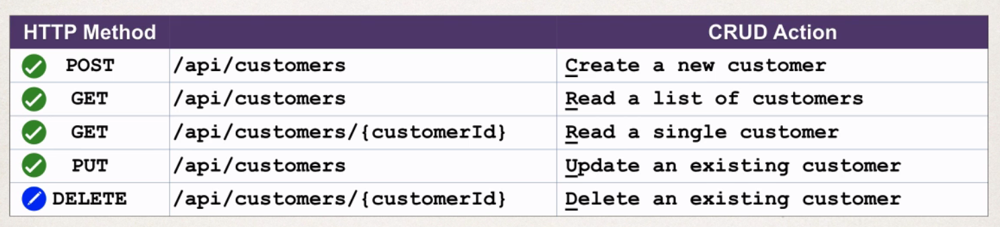 HTTP Method CRUD Action
POST /api/customers Create a new customer
GET /api/customers Read a list of customers
GET /api/customers/{customerId} Read a single customer
PUT /api/customers Update an existing customer
DELETE /api/customers/{customerId} Delete an existing customer